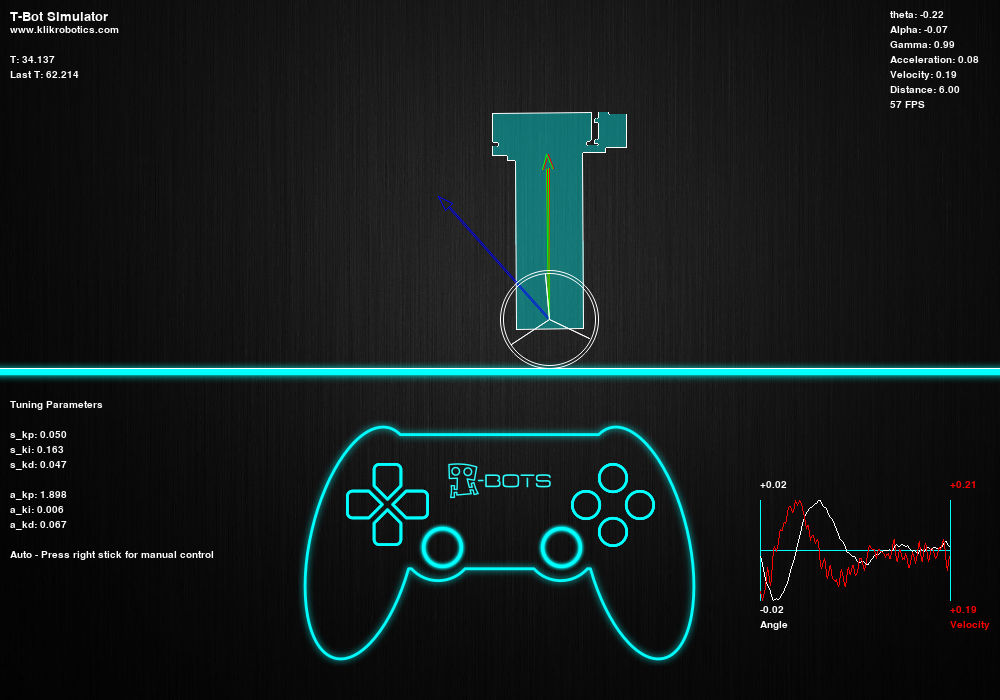 T-Bot Simulator
www.klikrobotics.com
T: 34.137
Last T: 62.214
theta: -0.22
Alpha: -0.07
Gamma: 0.99
Acceleration: 0.08
Velocity: 0.19
Distance: 6.00
57 FPS
Tuning Parameters
s_kp: 0.050
s_ki: 0.163
s_kd: 0.047
a_kp: 1.898
a_ki: 0.006
a_kd: 0.067
Auto - Press right stick for manual control
T-BOTS
+0.02
+0.21
-0.02
+0.19
Angle
Velocity